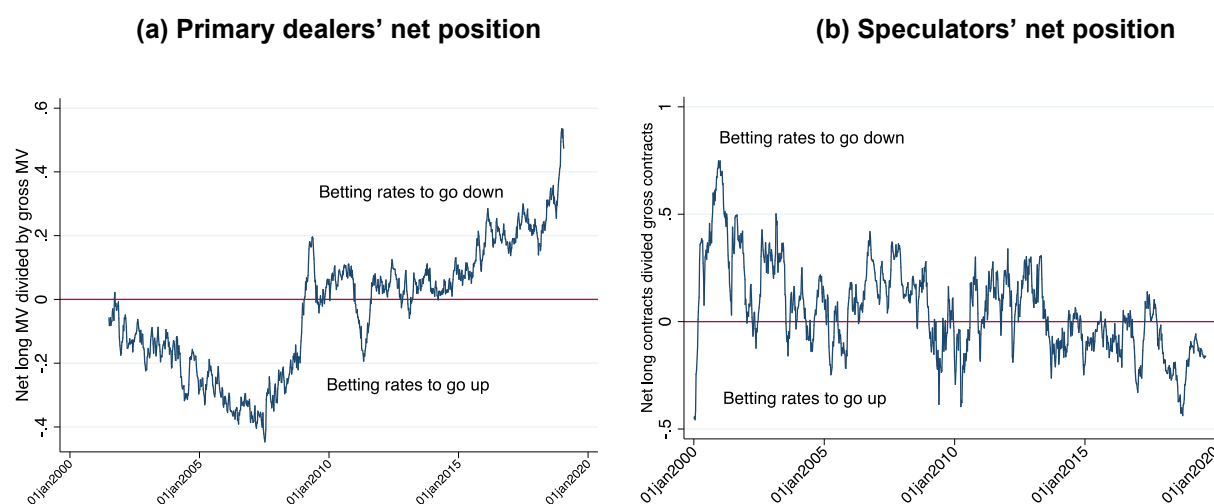 (a) Primary dealers’ net position
Net long MV divided by gross MV
.6
.4
.2
0
-.2
-.4
Betting rates to go down
Betting rates to go up
01jan2000
01jan2005
01jan2010
01jan2015
01jan2020
(b) Speculators’ net position
Net long contracts divided gross contracts
1
.5
0
-.5
Betting rates to go down
Betting rates to go up
01jan2000
01jan2005
01jan2010
01jan2015
01jan2020